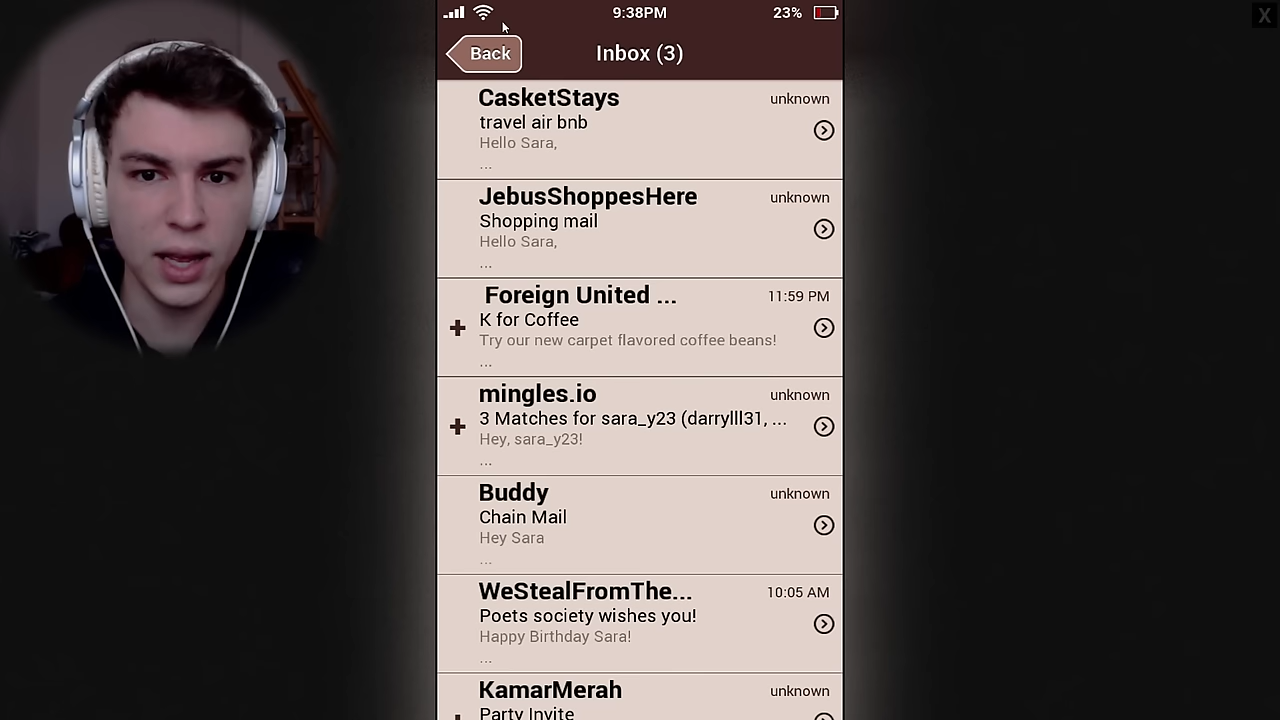 9:38PM 23%
X
Back Inbox (3)
CasketStays unknown
travel air bnb
Hello Sara,
...
JebusShoppesHere unknown
Shopping mail
Hello Sara,
...
Foreign United ... 11:59 PM
K for Coffee
Try our new carpet flavored coffee beans!
...
mingles.io unknown
3 Matches for sara_y23 (darrylll31, ...
Hey, sara_y23!
...
Buddy unknown
Chain Mail
Hey Sara
...
WeStealFromThe... 10:05 AM
Poets society wishes you!
Happy Birthday Sara!
...
KamarMerah unknown
Party Invite